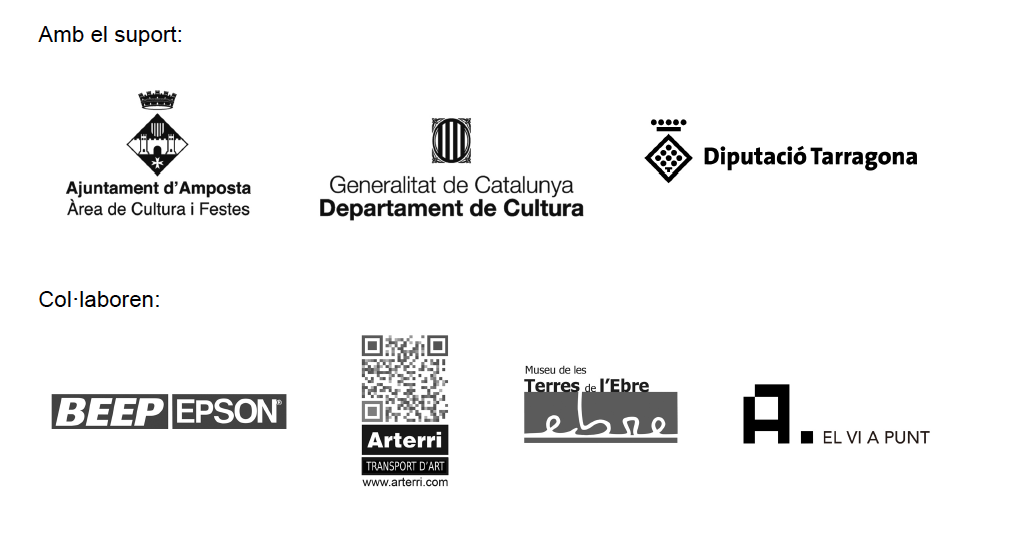 Amb el suport:
Ajuntament d'Amposta
Àrea de Cultura i Festes
Generalitat de Catalunya
Departament de Cultura
Diputació Tarragona
Col·laboren:
BEEP EPSON®
Arterri
TRANSPORT D'ART
www.arterri.com
Museu de les
Terres de l'Ebre
ebre
A. EL VI A PUNT